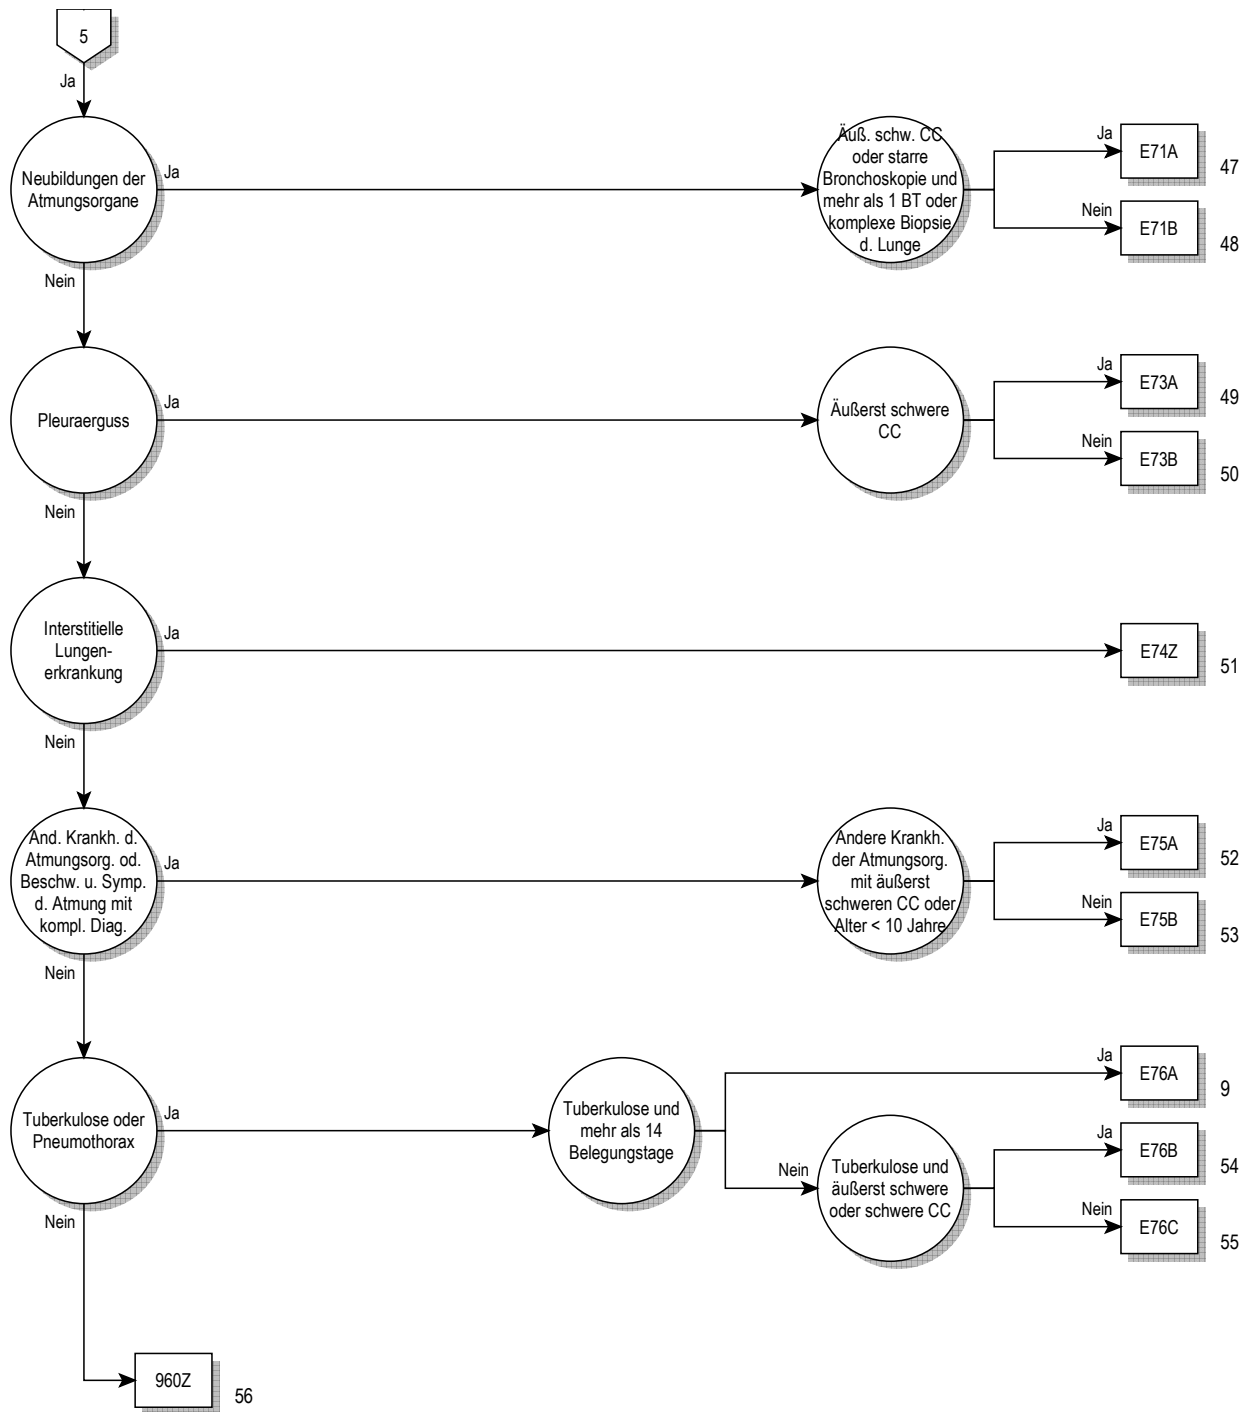 5
Ja
Neubildungen der
Atmungsorgane
Ja
Äuß. schw. CC
oder starre
Bronchoskopie und
mehr als 1 BT oder
komplexe Biopsie
d. Lunge
Ja
E71A
47
Nein
E71B
48
Nein
Pleuraerguss
Ja
Äußerst schwere
CC
Ja
E73A
49
Nein
E73B
50
Nein
Interstitielle
Lungen-
erkrankung
Ja
E74Z
51
Nein
And. Krankh. d.
Atmungsorg. od.
Beschw. u. Symp.
d. Atmung mit
kompl. Diag.
Ja
Andere Krankh.
der Atmungsorg.
mit äußerst
schweren CC oder
Alter < 10 Jahre
Ja
E75A
52
Nein
E75B
53
Nein
Tuberkulose oder
Pneumothorax
Ja
Tuberkulose und
mehr als 14
Belegungstage
Ja
E76A
9
Nein
Tuberkulose und
äußerst schwere
oder schwere CC
Ja
E76B
54
Nein
E76C
55
Nein
960Z
56